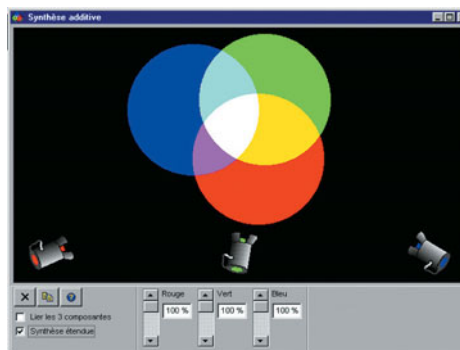 Synthèse additive
Rouge
Vert
Bleu
100 %
100 %
100 %
Lier les 3 composantes
Synthèse étendue